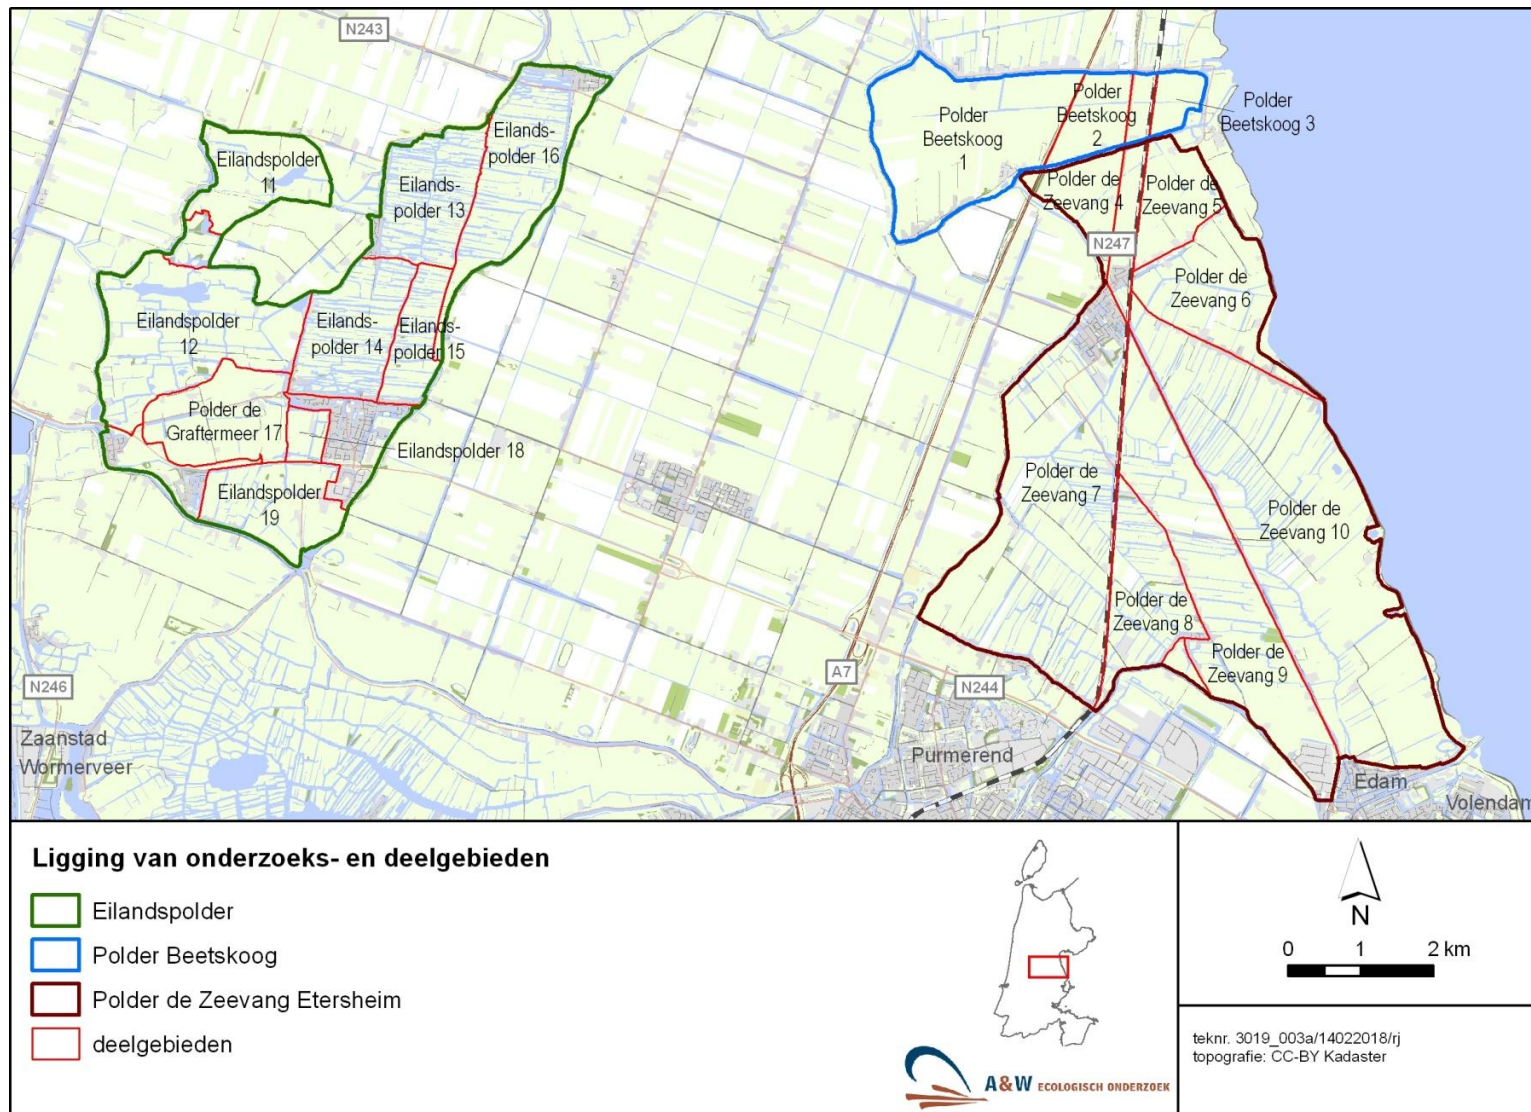 N243
Eilandspolder
11
Eilands-
polder 16
Eilands-
polder 13
Eilandspolder
12
Eilands-
polder 14
Eilands-
polder 15
Polder de
Graftermeer 17
Eilandspolder 18
Eilandspolder
19
Polder
Beetskoog
1
Polder
Beetskoog
2
Polder
Beetskoog 3
Polder de
Zeevang 4
Polder de
Zeevang 5
N247
Polder de
Zeevang 6
Polder de
Zeevang 7
Polder de
Zeevang 10
Polder de
Zeevang 8
Polder de
Zeevang 9
N246
A7
N244
Zaanstad
Wormerveer
Purmerend
Edam
Volendam
Ligging van onderzoeks- en deelgebieden
Eilandspolder
Polder Beetskoog
Polder de Zeevang Etersheim
deelgebieden
A&W ECOLOGISCH ONDERZOEK
N
0 1 2 km
teknr. 3019_003a/14022018/rj
topografie: CC-BY Kadaster